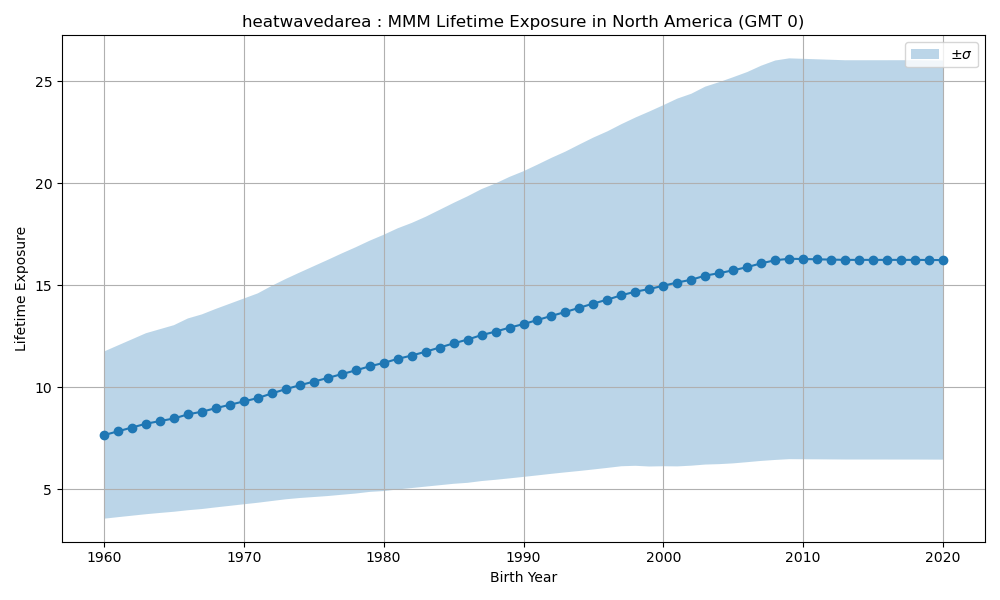 heatwavedarea : MMM Lifetime Exposure in North America (GMT 0)
±σ
Lifetime Exposure
25
20
15
10
5
1960 1970 1980 1990 2000 2010 2020
Birth Year